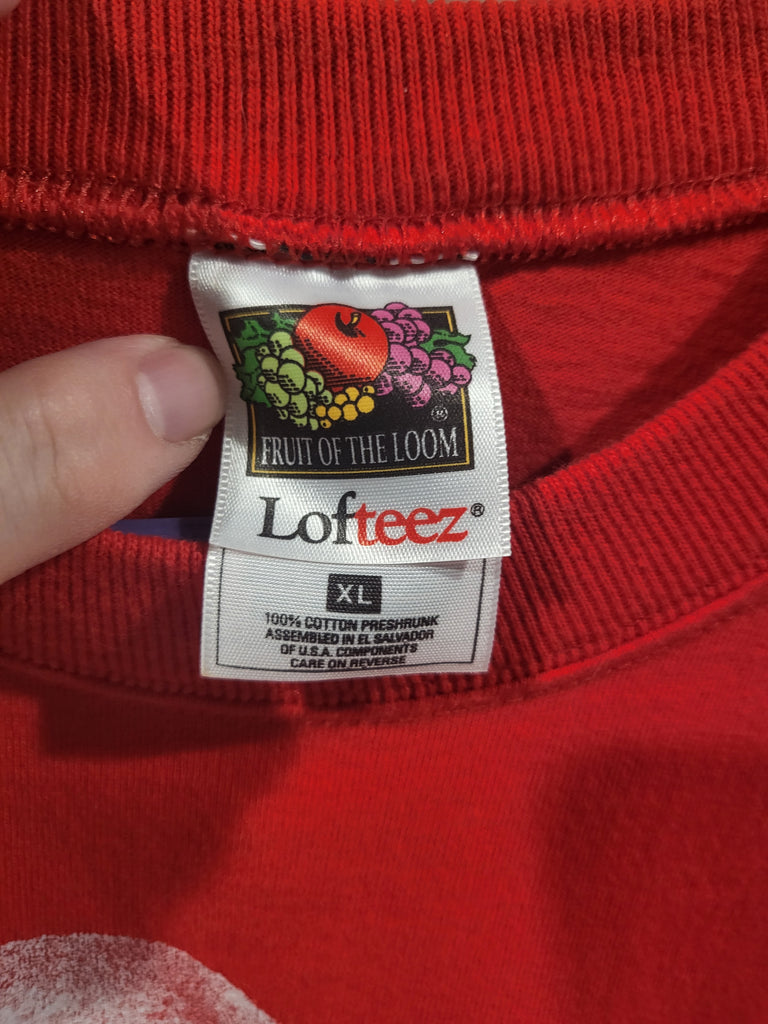 ®
FRUIT OF THE LOOM
Lofteez®
XL
100% COTTON PRESHRUNK
ASSEMBLED IN EL SALVADOR
OF U.S.A. COMPONENTS
CARE ON REVERSE